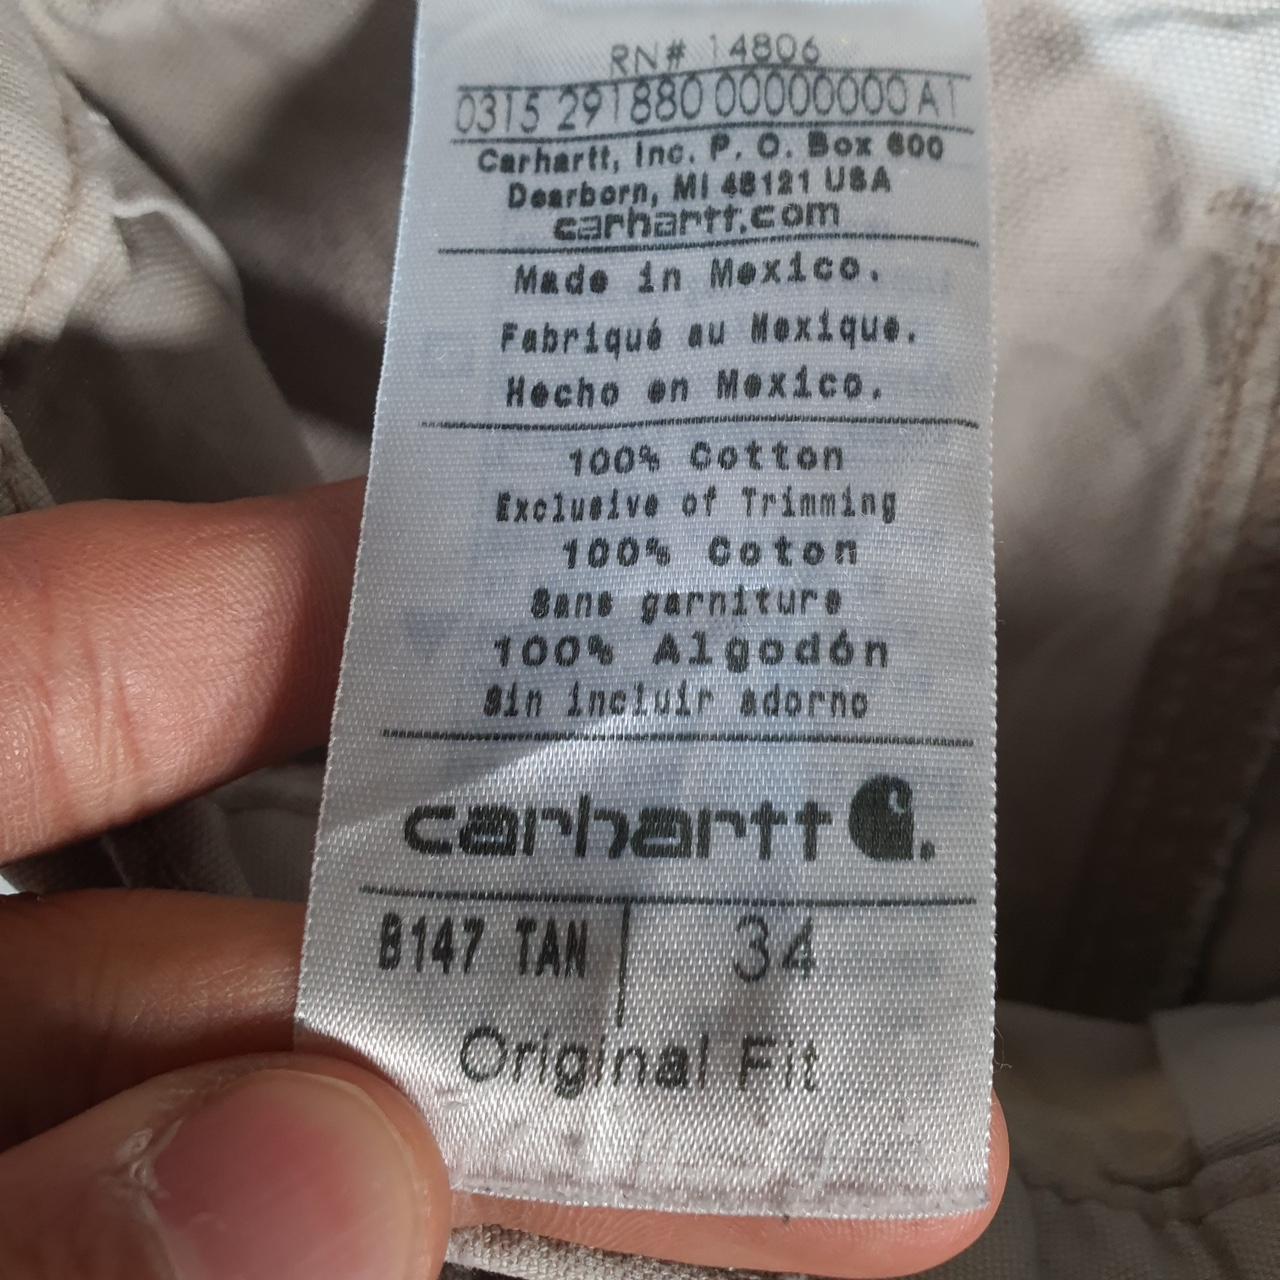 RN# 14806
0315 291880 00000000 A1
Carhartt, Inc. P. O. Box 600
Dearborn, MI 48121 USA
carhartt.com
Made in Mexico.
Fabriqué au Mexique.
Hecho en Mexico.
100% Cotton
Exclusive of Trimming
100% Coton
Sans garniture
100% Algodón
Sin incluir adorno
carhartt
B147 TAN | 34
Original Fit